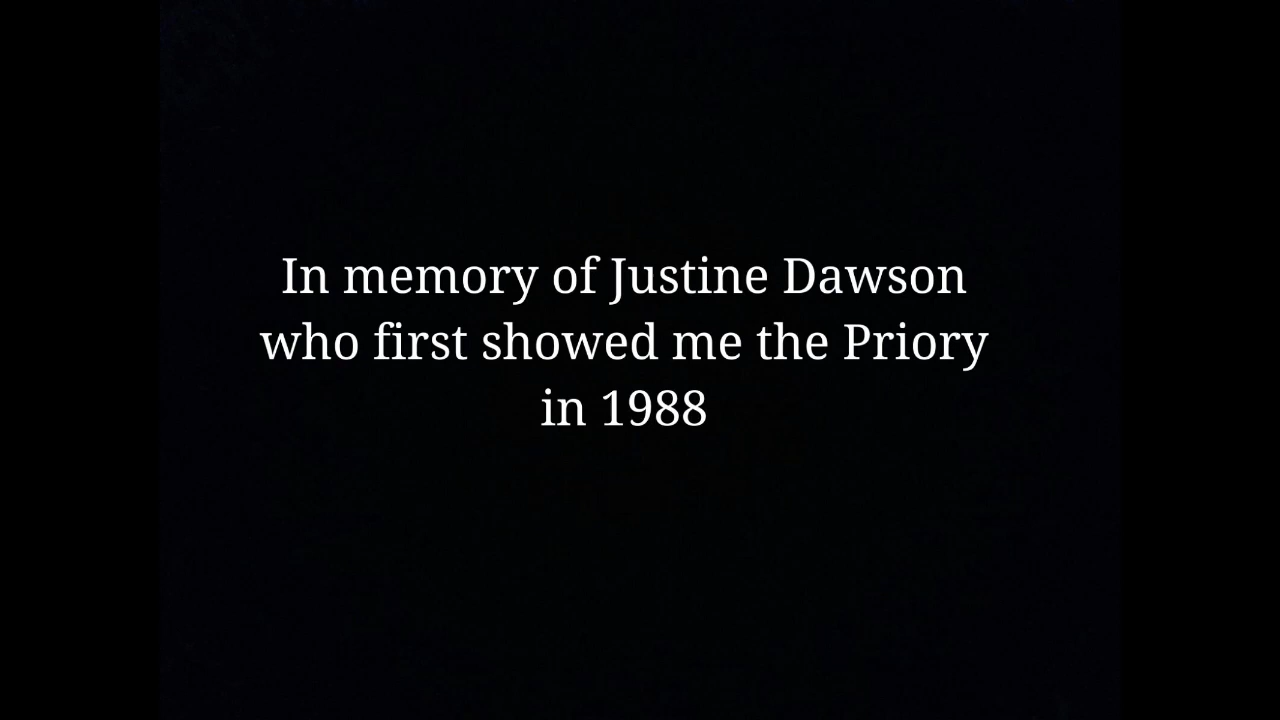 In memory of Justine Dawson
who first showed me the Priory
in 1988